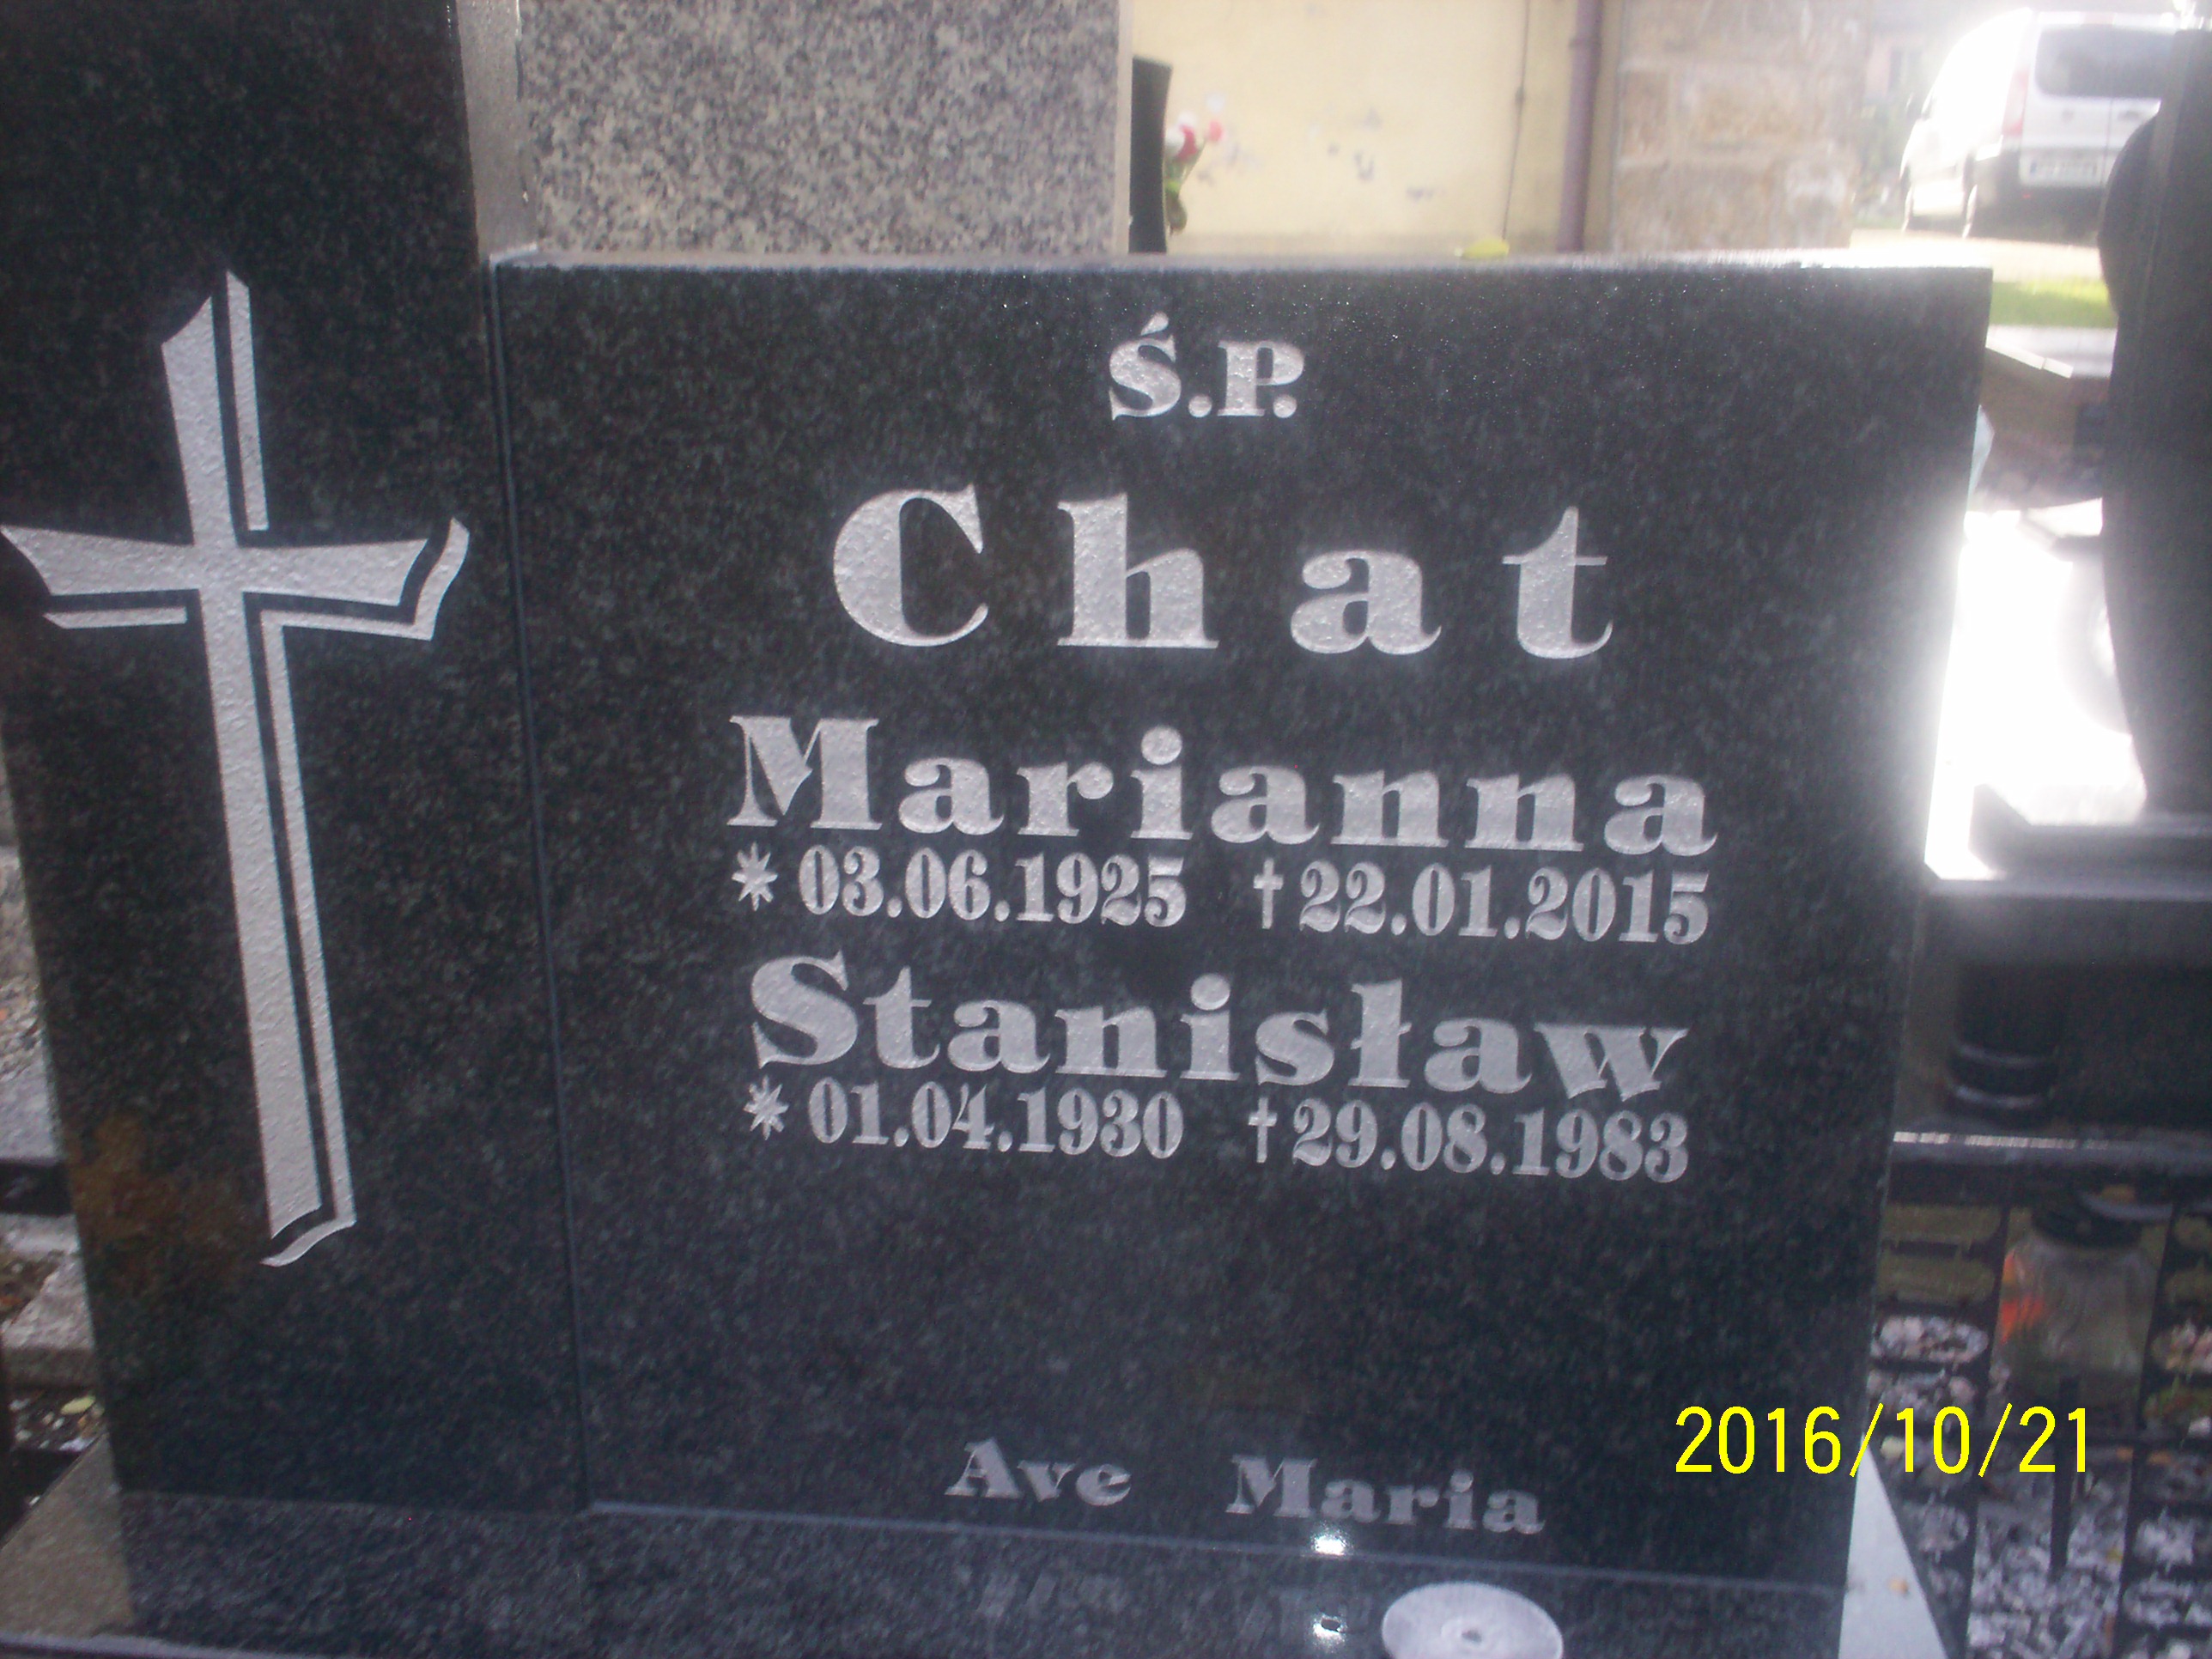 Ś.P.
Chat
Marianna
* 03.06.1925 †22.01.2015
Stanisław
* 01.04.1930 †29.08.1983
Ave Maria
2016/10/21